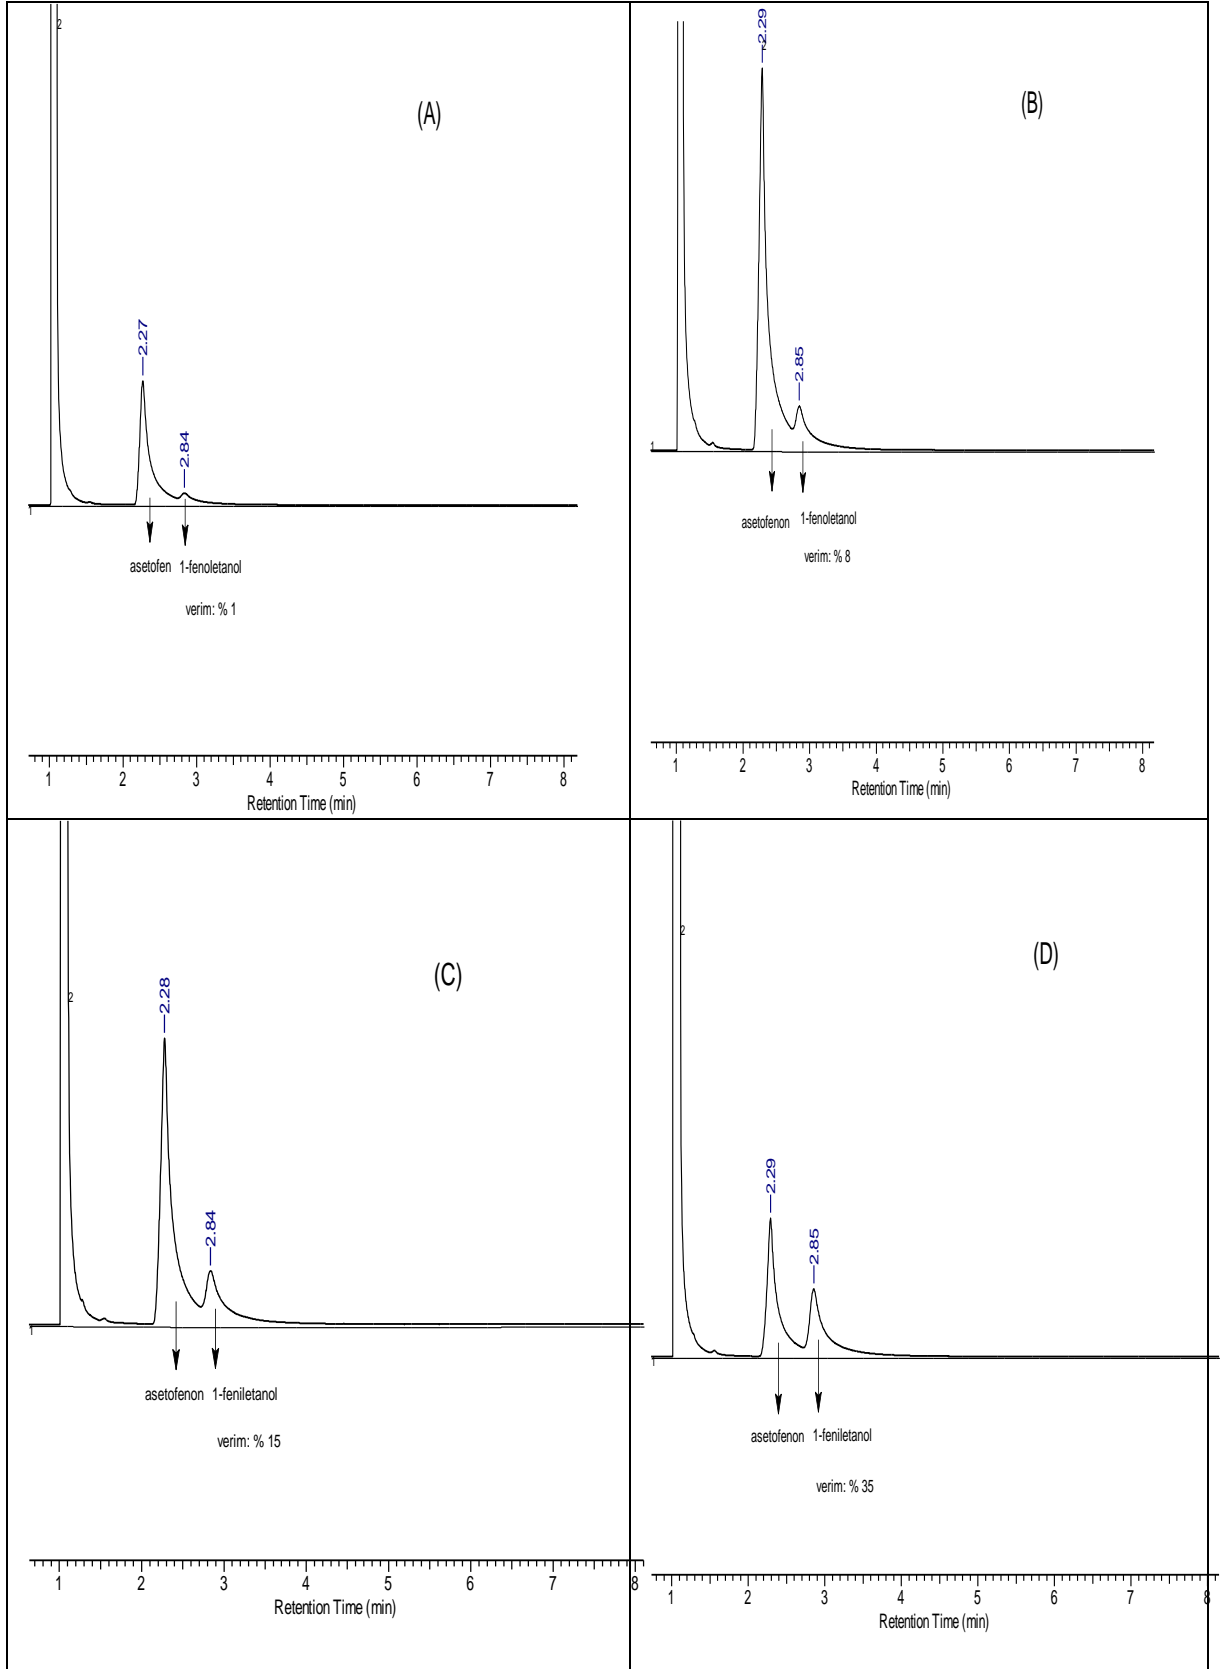 2
(A)
2.27
2.84
1
asetofen 1-fenoletanol
verim: % 1
1 2 3 4 5 6 7 8
Retention Time (min)
2.29
(B)
2.85
1
asetofenon 1-fenoletanol
verim: % 8
1 2 3 4 5 6 7 8
Retention Time (min)
2
(C)
2.28
2.84
1
asetofenon 1-feniletanol
verim: % 15
1 2 3 4 5 6 7 8
Retention Time (min)
2
(D)
2.29
2.85
1
asetofenon 1-feniletanol
verim: % 35
1 2 3 4 5 6 7 8
Retention Time (min)